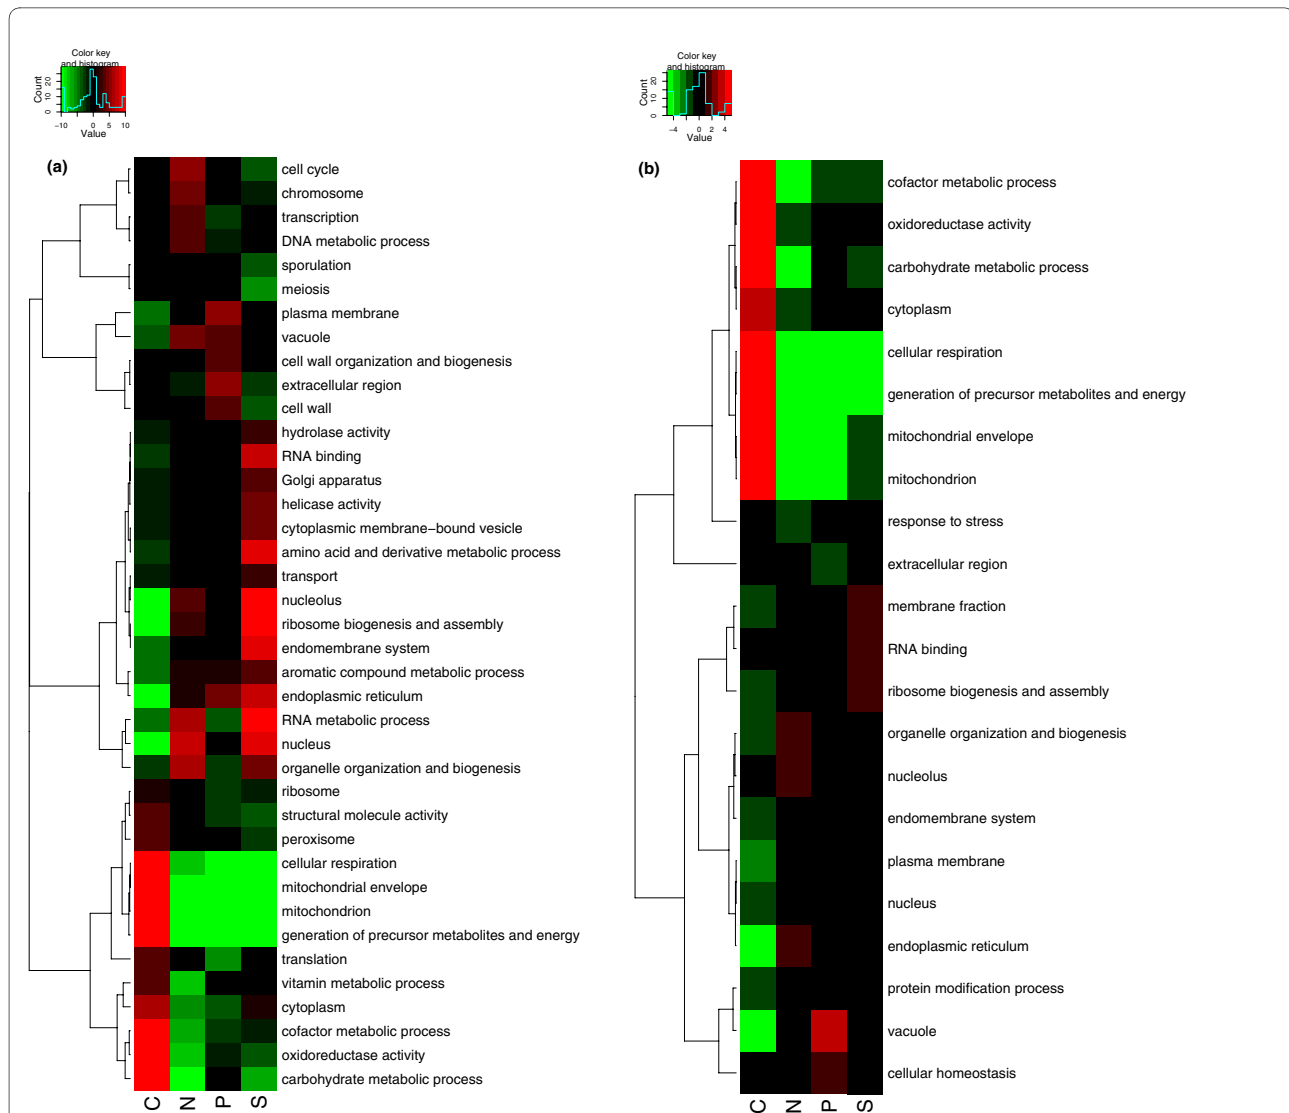 Color key
and histogram
Count
0 10 20
−10 −5 0 5 10
Value
Color key
and histogram
Count
0 10 20
−4 −2 0 2 4
Value
(a)
cell cycle
chromosome
transcription
DNA metabolic process
sporulation
meiosis
plasma membrane
vacuole
cell wall organization and biogenesis
extracellular region
cell wall
hydrolase activity
RNA binding
Golgi apparatus
helicase activity
cytoplasmic membrane−bound vesicle
amino acid and derivative metabolic process
transport
nucleolus
ribosome biogenesis and assembly
endomembrane system
aromatic compound metabolic process
endoplasmic reticulum
RNA metabolic process
nucleus
organelle organization and biogenesis
ribosome
structural molecule activity
peroxisome
cellular respiration
mitochondrial envelope
mitochondrion
generation of precursor metabolites and energy
translation
vitamin metabolic process
cytoplasm
cofactor metabolic process
oxidoreductase activity
carbohydrate metabolic process
C N P S
(b)
cofactor metabolic process
oxidoreductase activity
carbohydrate metabolic process
cytoplasm
cellular respiration
generation of precursor metabolites and energy
mitochondrial envelope
mitochondrion
response to stress
extracellular region
membrane fraction
RNA binding
ribosome biogenesis and assembly
organelle organization and biogenesis
nucleolus
endomembrane system
plasma membrane
nucleus
endoplasmic reticulum
protein modification process
vacuole
cellular homeostasis
C N P S